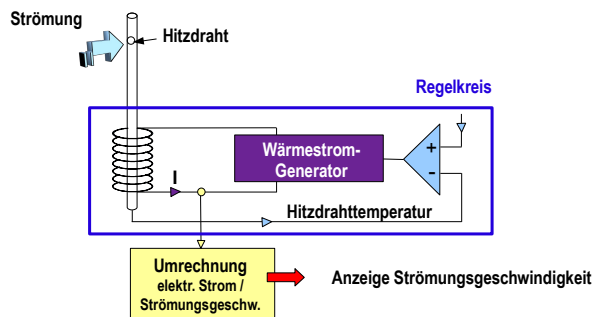 Strömung
Hitzdraht
Regelkreis
Wärmestrom-
Generator
+
-
I
Hitzdrahttemperatur
Umrechnung
elektr. Strom /
Strömungsgeschw.
Anzeige Strömungsgeschwindigkeit